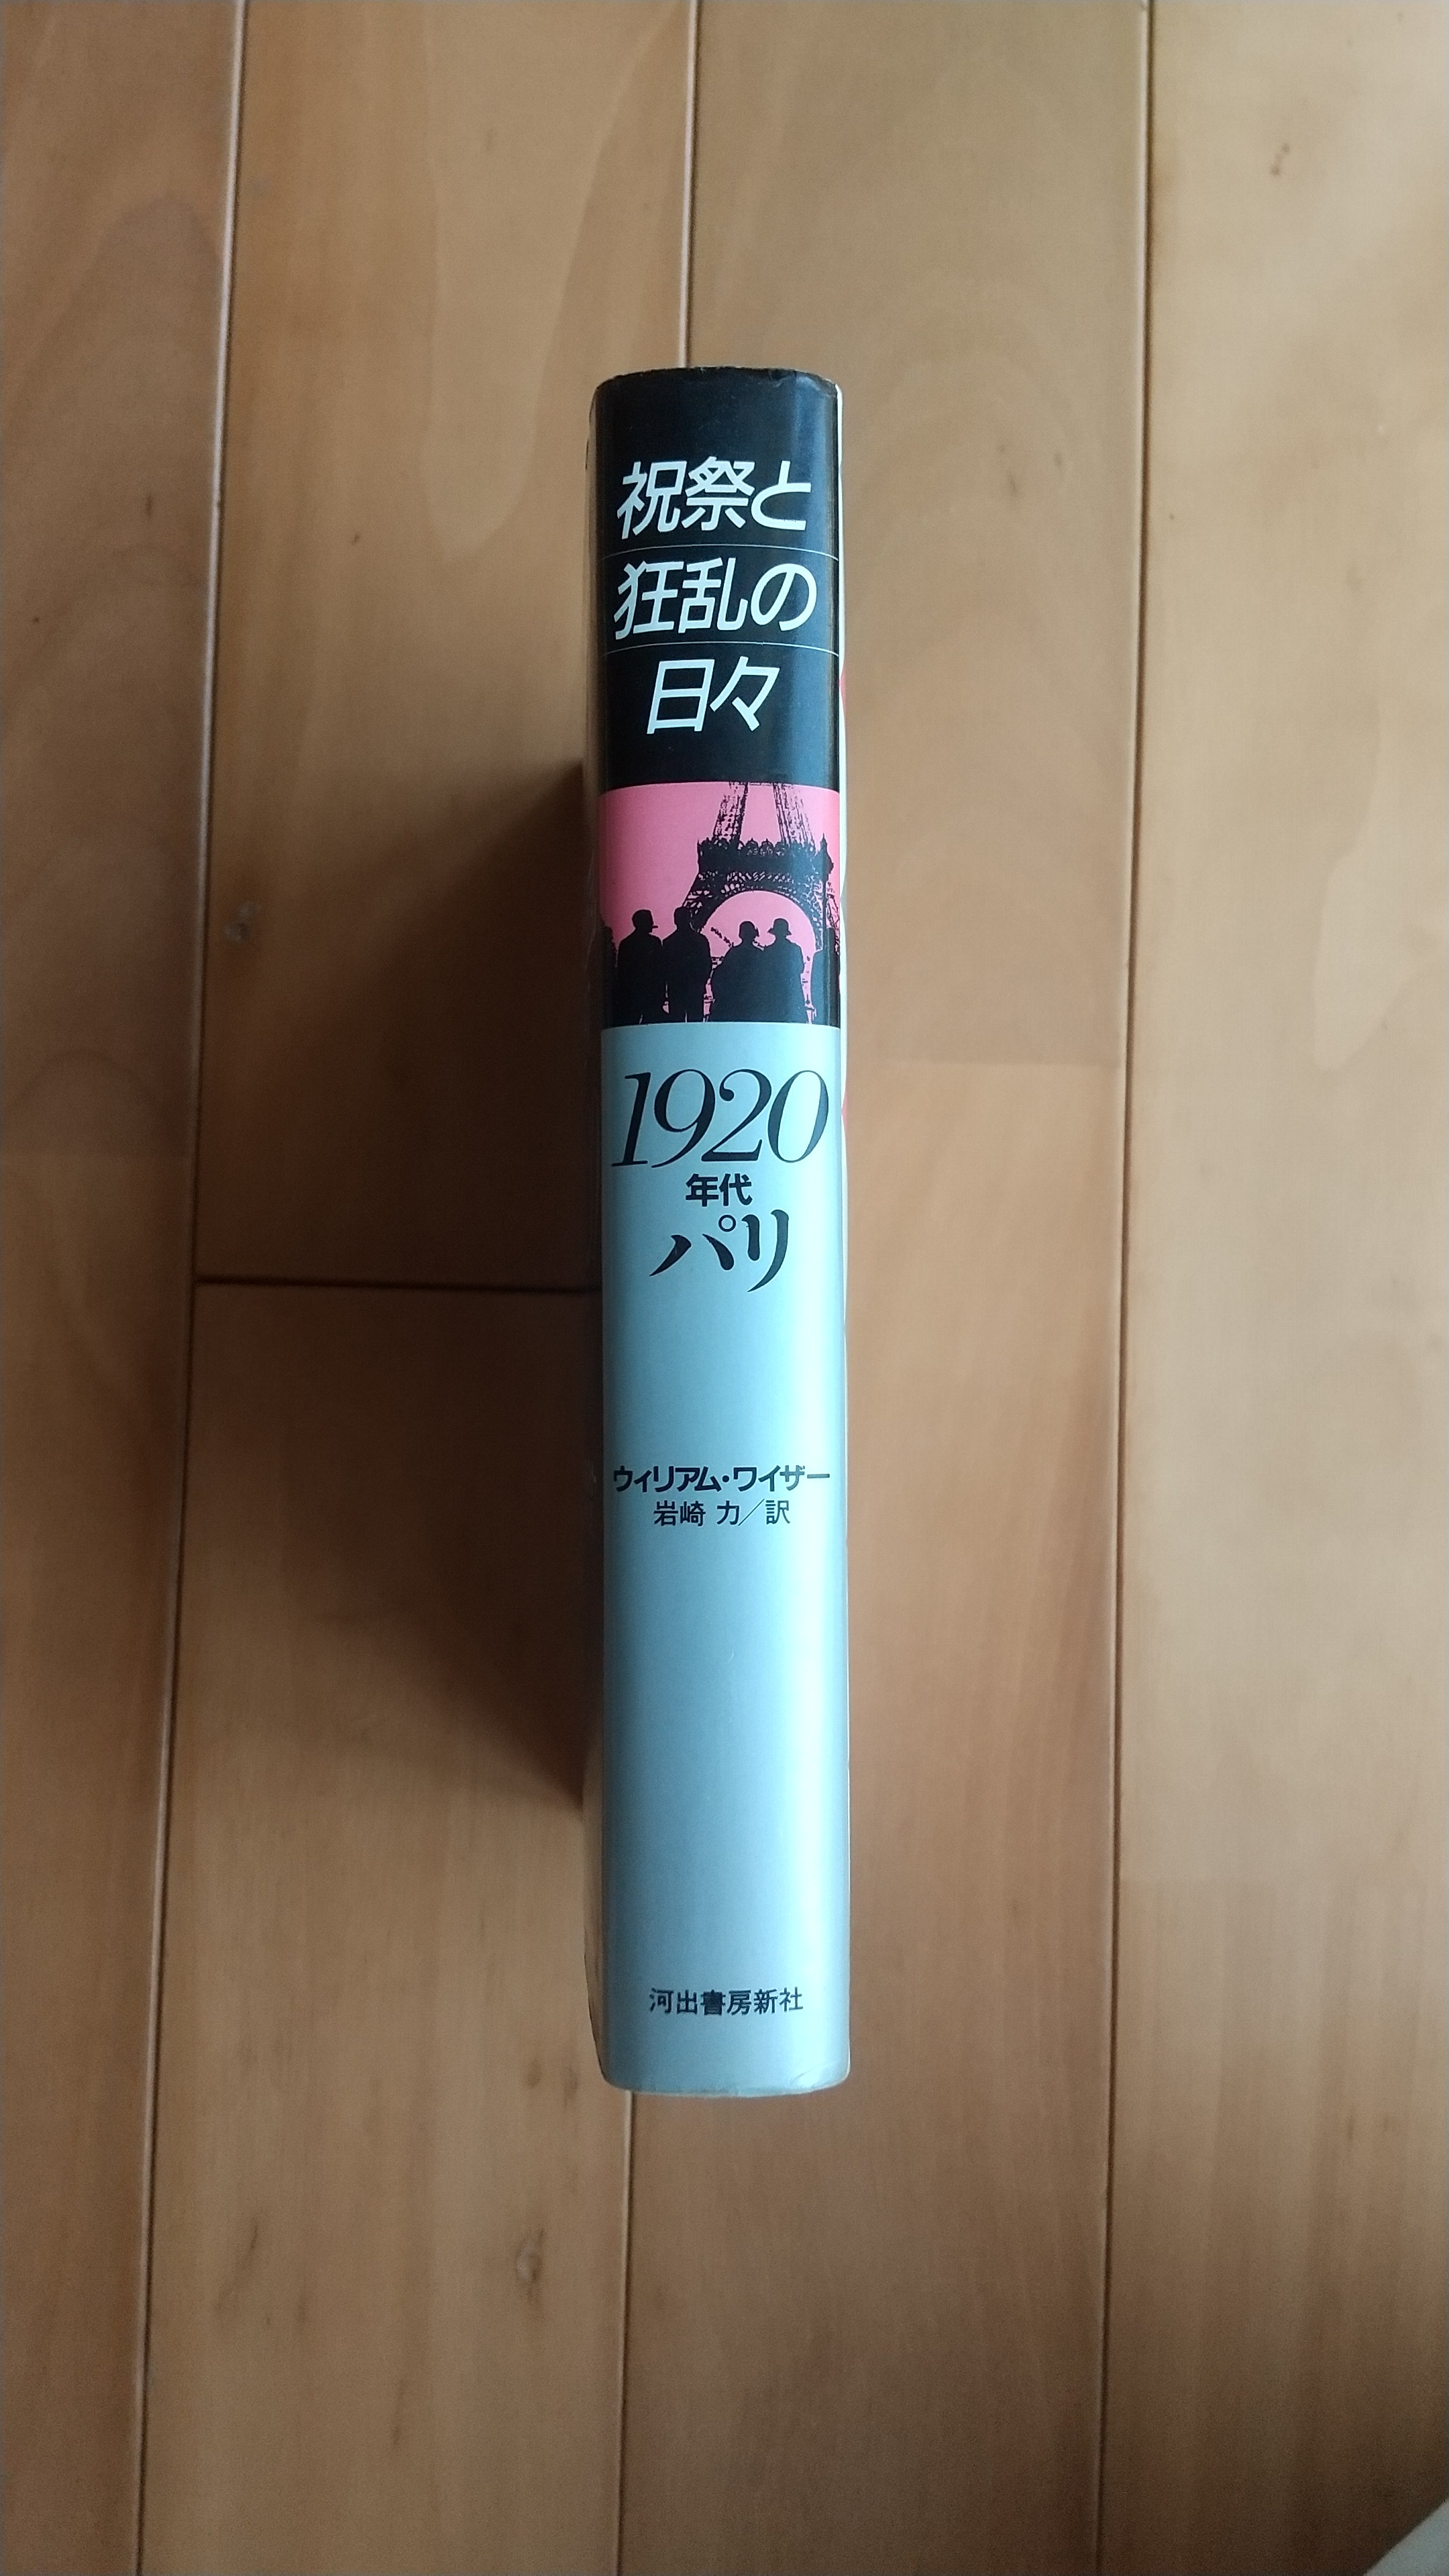 祝祭と
狂乱の
日々
1920
年代
パリ
ウィリアム・ワイザー
岩崎 力／訳
河出書房新社